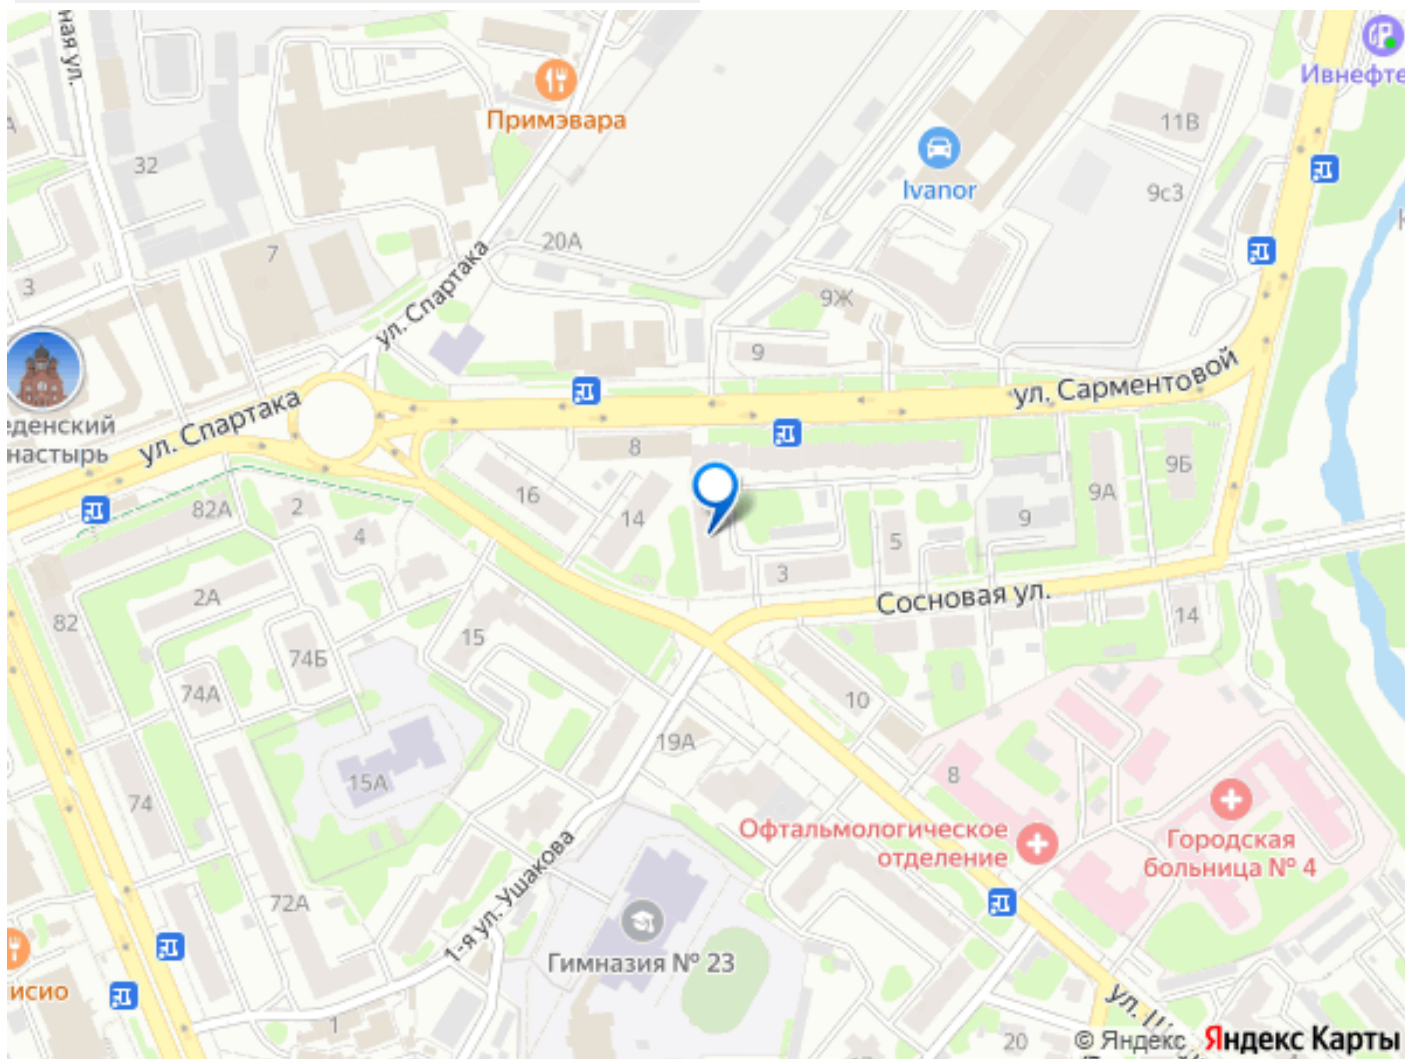 ная ул.
Ивнефте
Примэвара
11В
32
Ivanor
9с3
20А
ул. Спартака
7
3
9Ж
9
ул. Сарментовой
ул. Спартака
еденский
настырь
8
9Б
16
9А
82А
2
14
9
4
5
3
2А
Сосновая ул.
82
14
15
74Б
74А
10
19А
8
15А
74
Офтальмологическое
отделение
Городская
больница № 4
1-я ул. Ушакова
72А
Гимназия № 23
исио
ул.
1
20
© Яндекс Яндекс Карты